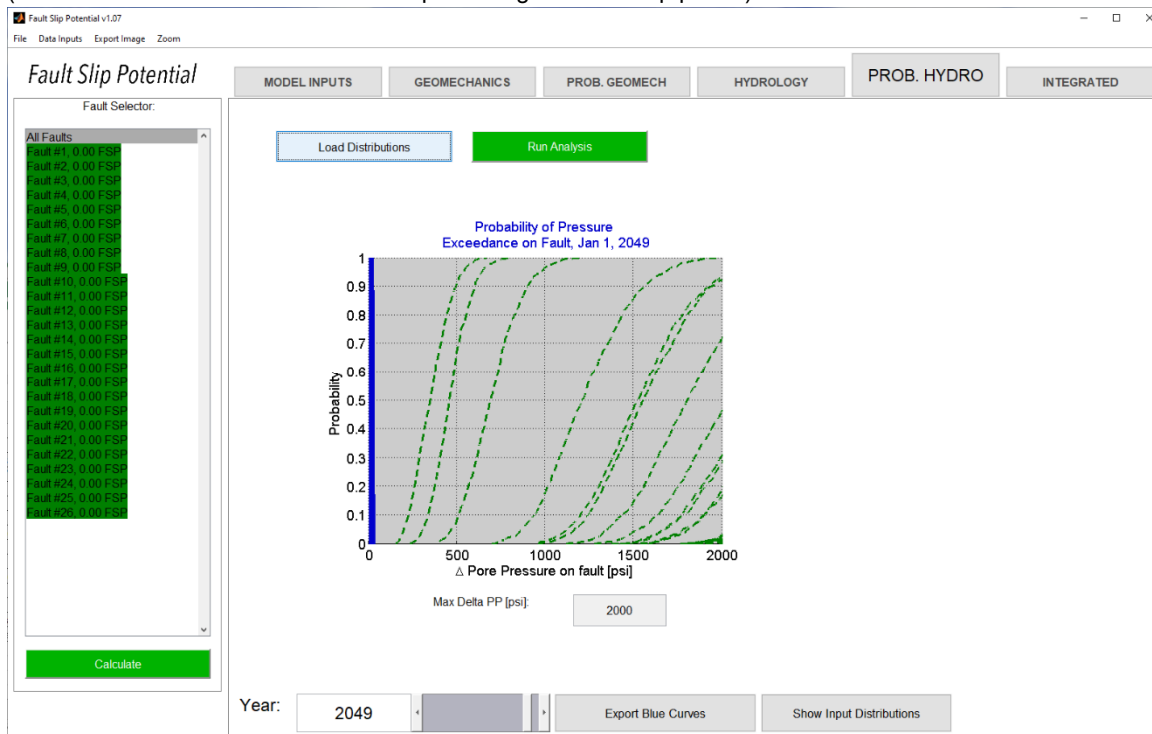 Fault Slip Potential v1.07
File Data Inputs Export Image Zoom
Fault Slip Potential
MODEL INPUTS
GEOMECHANICS
PROB. GEOMECH
HYDROLOGY
PROB. HYDRO
INTEGRATED
Fault Selector:
All Faults
Fault #1, 0.00 FSP
Fault #2, 0.00 FSP
Fault #3, 0.00 FSP
Fault #4, 0.00 FSP
Fault #5, 0.00 FSP
Fault #6, 0.00 FSP
Fault #7, 0.00 FSP
Fault #8, 0.00 FSP
Fault #9, 0.00 FSP
Fault #10, 0.00 FSP
Fault #11, 0.00 FSP
Fault #12, 0.00 FSP
Fault #13, 0.00 FSP
Fault #14, 0.00 FSP
Fault #15, 0.00 FSP
Fault #16, 0.00 FSP
Fault #17, 0.00 FSP
Fault #18, 0.00 FSP
Fault #19, 0.00 FSP
Fault #20, 0.00 FSP
Fault #21, 0.00 FSP
Fault #22, 0.00 FSP
Fault #23, 0.00 FSP
Fault #24, 0.00 FSP
Fault #25, 0.00 FSP
Fault #26, 0.00 FSP
Calculate
Load Distributions
Run Analysis
Probability of Pressure
Exceedance on Fault, Jan 1, 2049
1
0.9
0.8
0.7
0.6
0.5
0.4
0.3
0.2
0.1
0
Probability
0 500 1000 1500 2000
Δ Pore Pressure on fault [psi]
Max Delta PP [psi]:
2000
Year:
2049
Export Blue Curves
Show Input Distributions